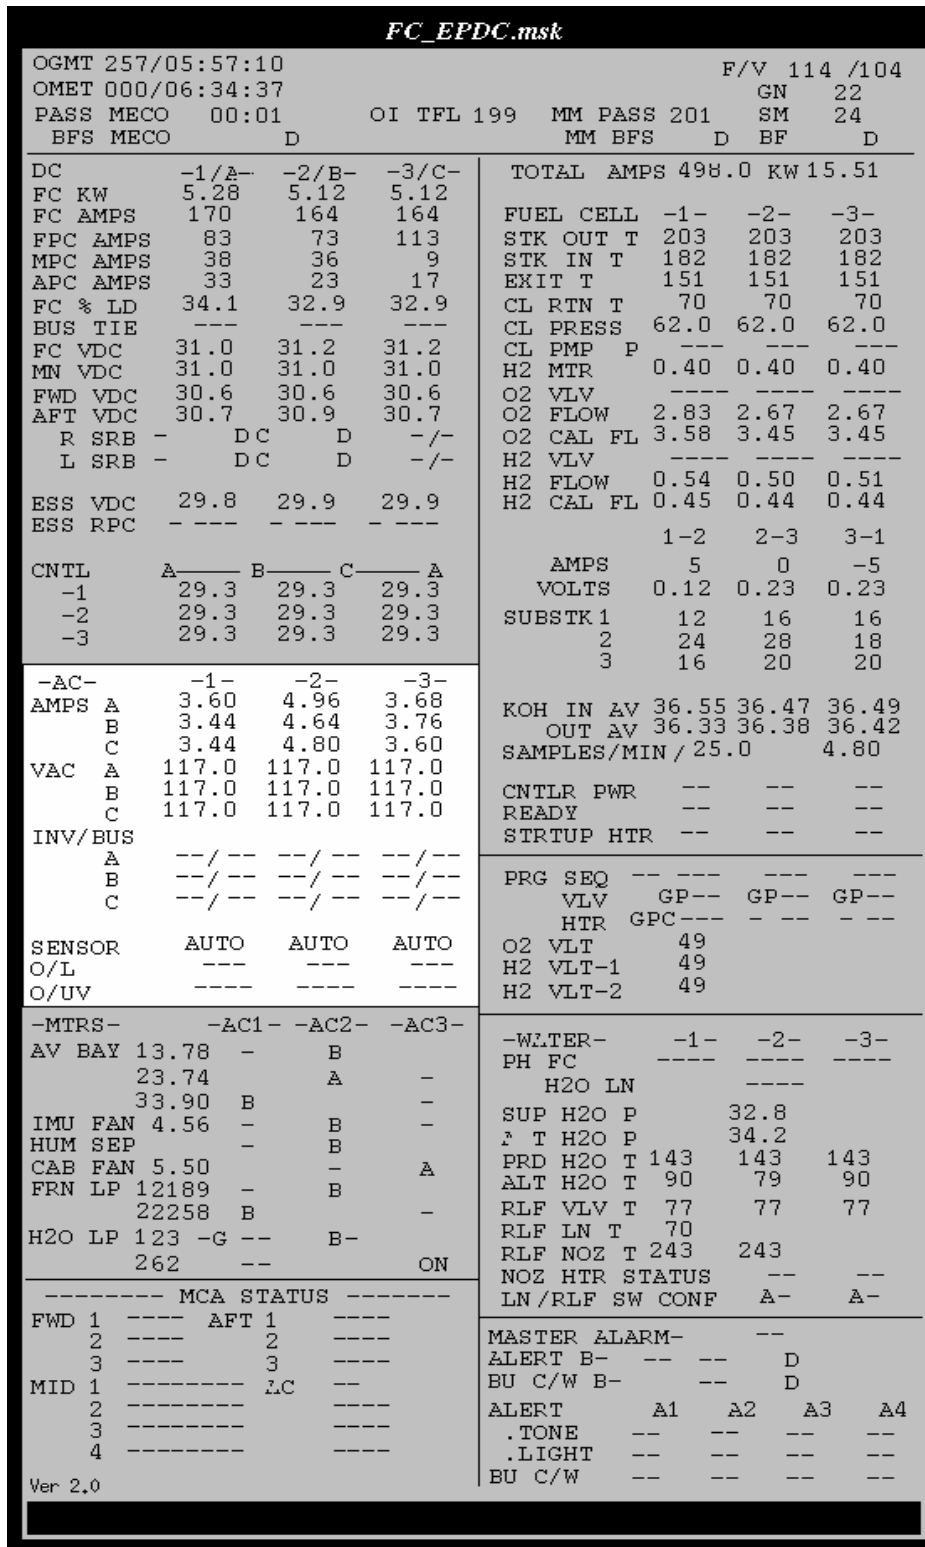 FC_EPDC.msk
OGMT 257/05:57:10
F/V 114 /104
OMET 000/06:34:37
GN 22
PASS MECO 00:01 OI TFL 199 MM PASS 201 SM 24
BFS MECO D MM BFS D BF D
DC -1/A- -2/B- -3/C-
FC KW 5.28 5.12 5.12
FC AMPS 170 164 164
FPC AMPS 83 73 113
MPC AMPS 38 36 9
APC AMPS 33 23 17
FC % LD 34.1 32.9 32.9
BUS TIE --- --- ---
FC VDC 31.0 31.2 31.2
MN VDC 31.0 31.0 31.0
FWD VDC 30.6 30.6 30.6
AFT VDC 30.7 30.9 30.7
R SRB - D C D -/-
L SRB - D C D -/-
ESS VDC 29.8 29.9 29.9
ESS RPC - --- - --- - ---
CNTL A B C A
-1 29.3 29.3 29.3
-2 29.3 29.3 29.3
-3 29.3 29.3 29.3
-AC- -1- -2- -3-
AMPS A 3.60 4.96 3.68
B 3.44 4.64 3.76
C 3.44 4.80 3.60
VAC A 117.0 117.0 117.0
B 117.0 117.0 117.0
C 117.0 117.0 117.0
INV/BUS
A --/-- --/-- --/--
B --/-- --/-- --/--
C --/-- --/-- --/--
SENSOR AUTO AUTO AUTO
O/L --- --- ---
O/UV ---- ---- ----
-MTRS- -AC1- -AC2- -AC3-
AV BAY 13.78 - B
23.74 A -
33.90 B -
IMU FAN 4.56 - B -
HUM SEP - B
CAB FAN 5.50 - A
FRN LP 12189 - B
22258 B -
H2O LP 123 -G -- B-
262 -- ON
-------- MCA STATUS -------
FWD 1 ---- AFT 1 ----
2 ---- 2 ----
3 ---- 3 ----
MID 1 -------- AC --
2 -------- ----
3 -------- ----
4 -------- ----
Ver 2.0
TOTAL AMPS 498.0 KW 15.51
FUEL CELL -1- -2- -3-
STK OUT T 203 203 203
STK IN T 182 182 182
EXIT T 151 151 151
CL RTN T 70 70 70
CL PRESS 62.0 62.0 62.0
CL PMP P --- --- ---
H2 MTR 0.40 0.40 0.40
O2 VLV ---- ---- ----
O2 FLOW 2.83 2.67 2.67
O2 CAL FL 3.58 3.45 3.45
H2 VLV ---- ---- ----
H2 FLOW 0.54 0.50 0.51
H2 CAL FL 0.45 0.44 0.44
1-2 2-3 3-1
AMPS 5 0 -5
VOLTS 0.12 0.23 0.23
SUBSTK 1 12 16 16
2 24 28 18
3 16 20 20
KOH IN AV 36.55 36.47 36.49
OUT AV 36.33 36.38 36.42
SAMPLES/MIN / 25.0 4.80
CNTLR PWR -- -- --
READY -- -- --
STRTUP HTR -- -- --
PRG SEQ -- --- --- ---
VLV GP-- GP-- GP--
HTR GPC --- - -- - --
O2 VLT 49
H2 VLT-1 49
H2 VLT-2 49
-WATER- -1- -2- -3-
PH FC ---- ---- ----
H2O LN ----
SUP H2O P 32.8
T H2O P 34.2
PRD H2O T 143 143 143
ALT H2O T 90 79 90
RLF VLV T 77 77 77
RLF LN T 70
RLF NOZ T 243 243
NOZ HTR STATUS -- --
LN/RLF SW CONF A- A-
MASTER ALARM- --
ALERT B- -- -- D
BU C/W B- -- D
ALERT A1 A2 A3 A4
.TONE -- -- -- --
.LIGHT -- -- -- --
BU C/W -- -- -- --